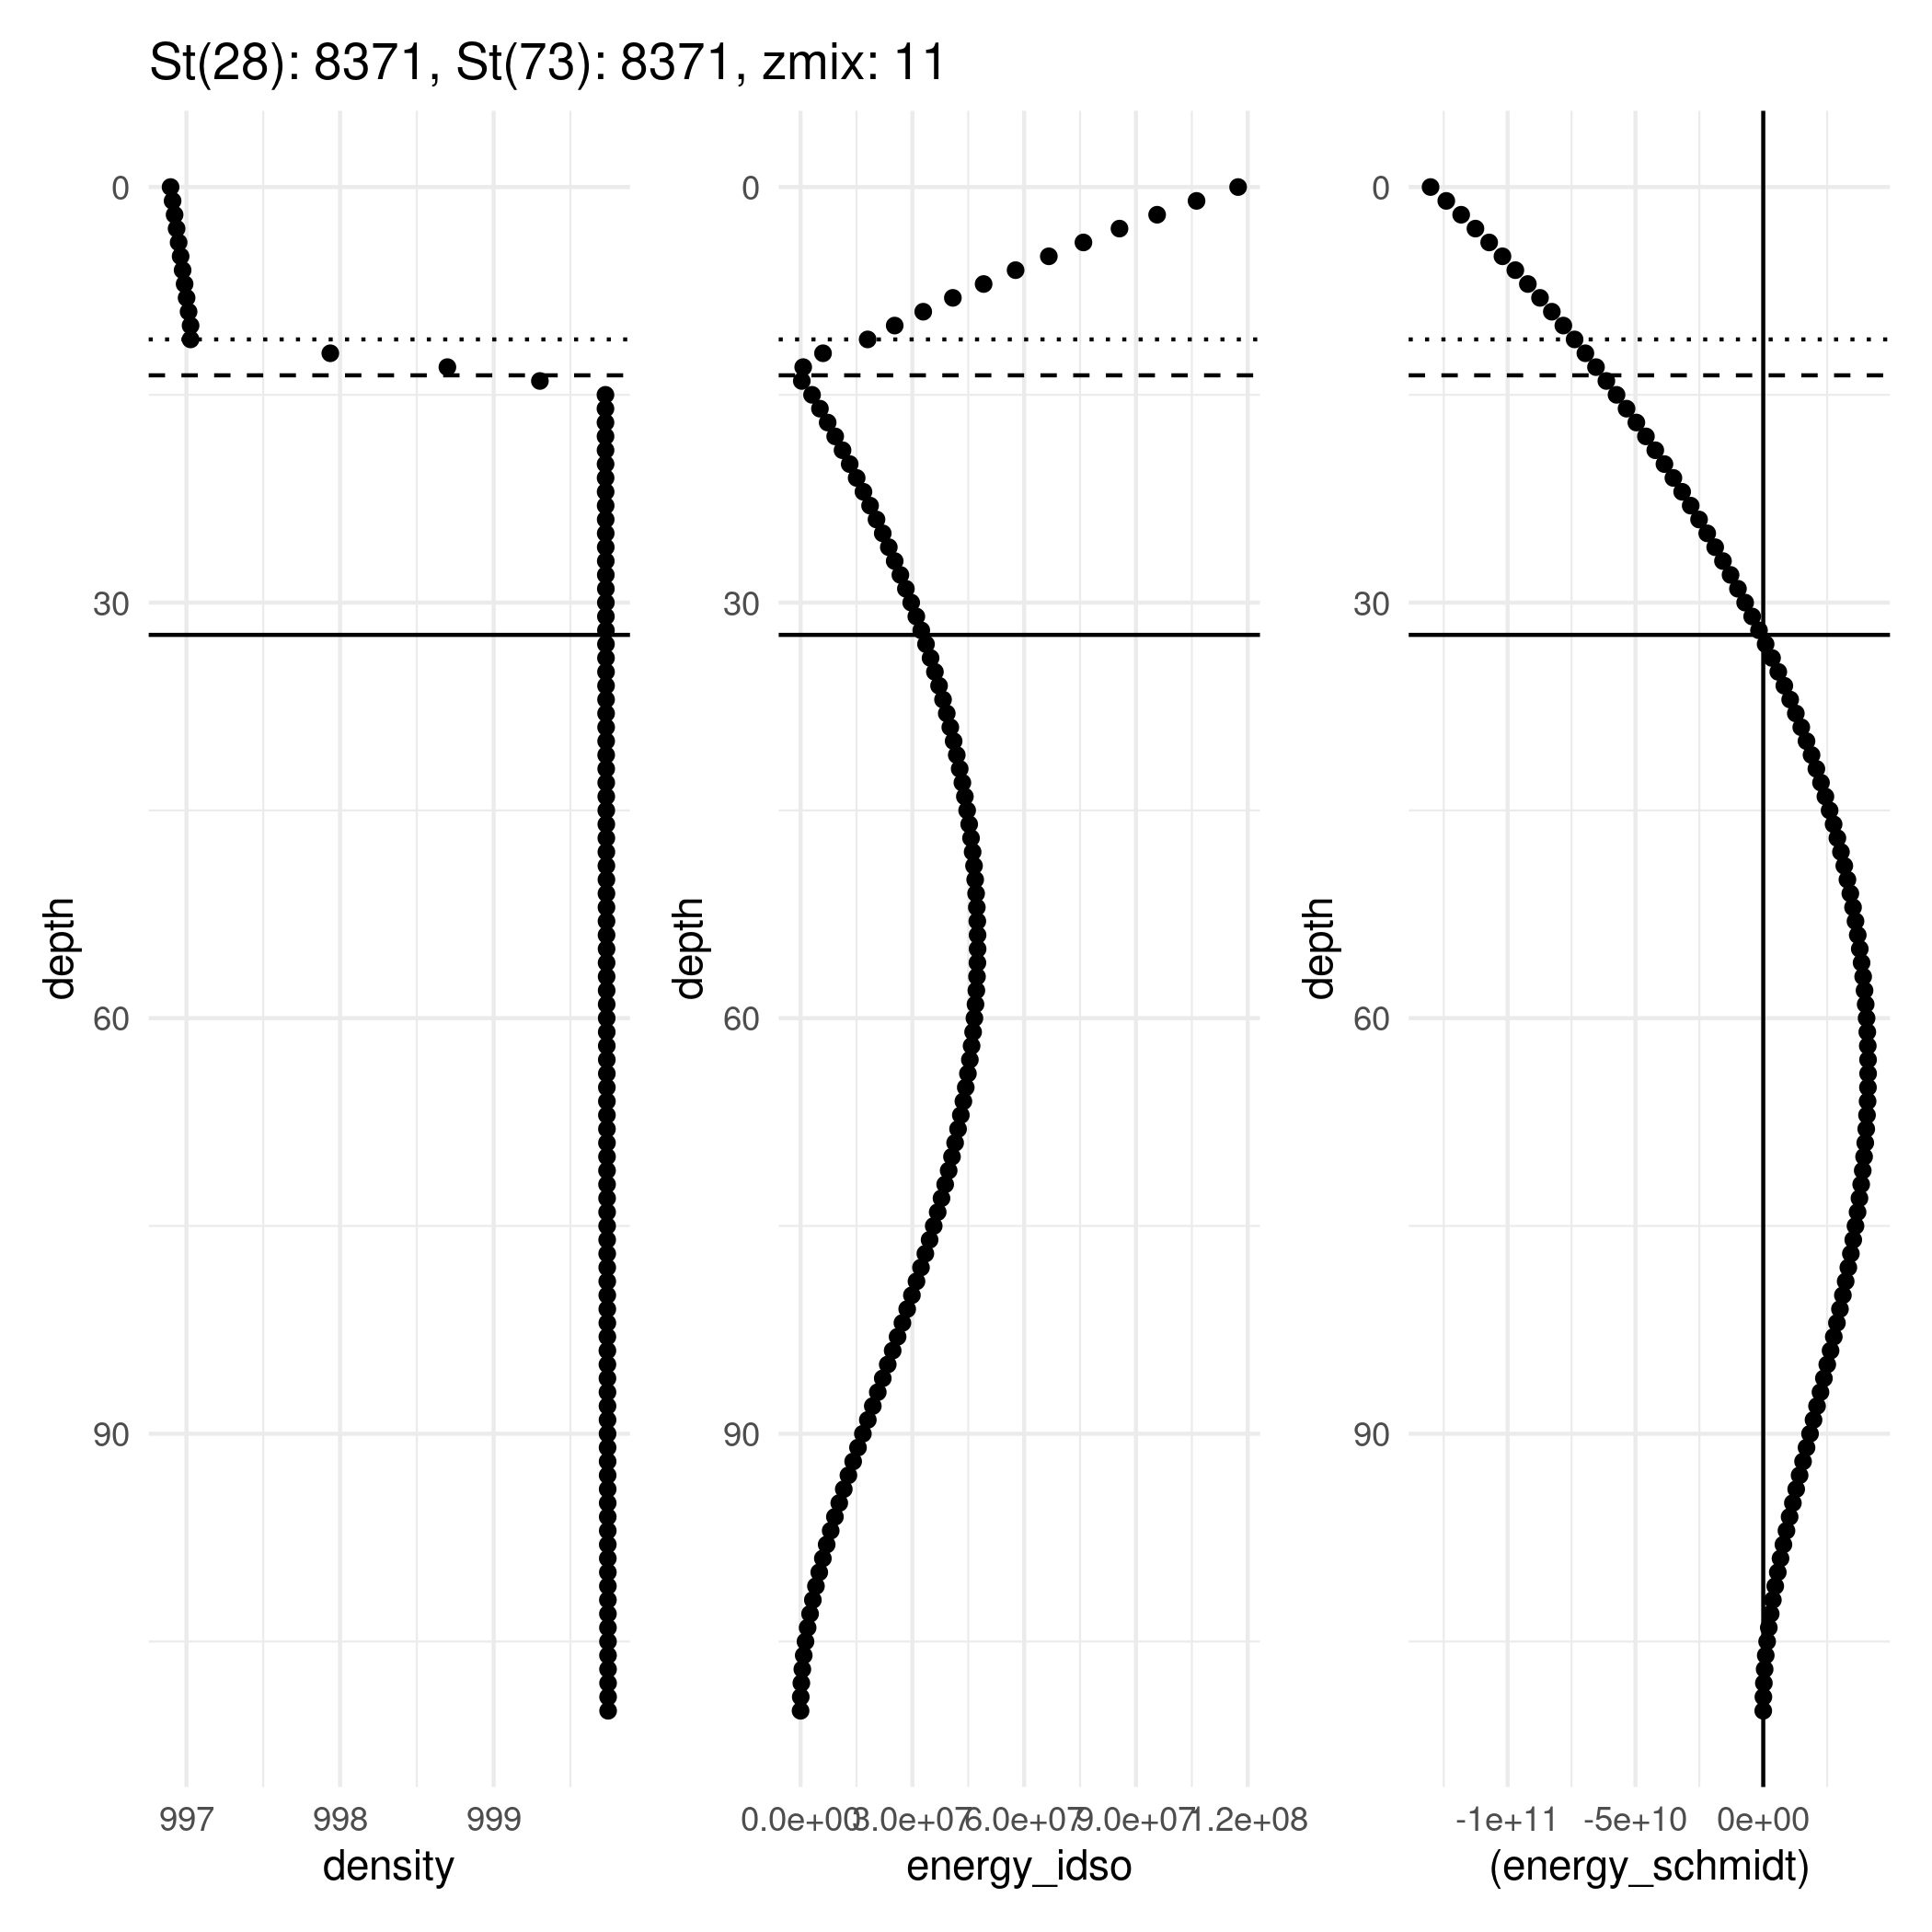 St(28): 8371, St(73): 8371, zmix: 11
0
30
60
90
depth
997 998 999
density
0
30
60
90
depth
0.0e+00 3.0e+07 6.0e+07 9.0e+07 1.2e+08
energy_idso
0
30
60
90
depth
-1e+11 -5e+10 0e+00
(energy_schmidt)